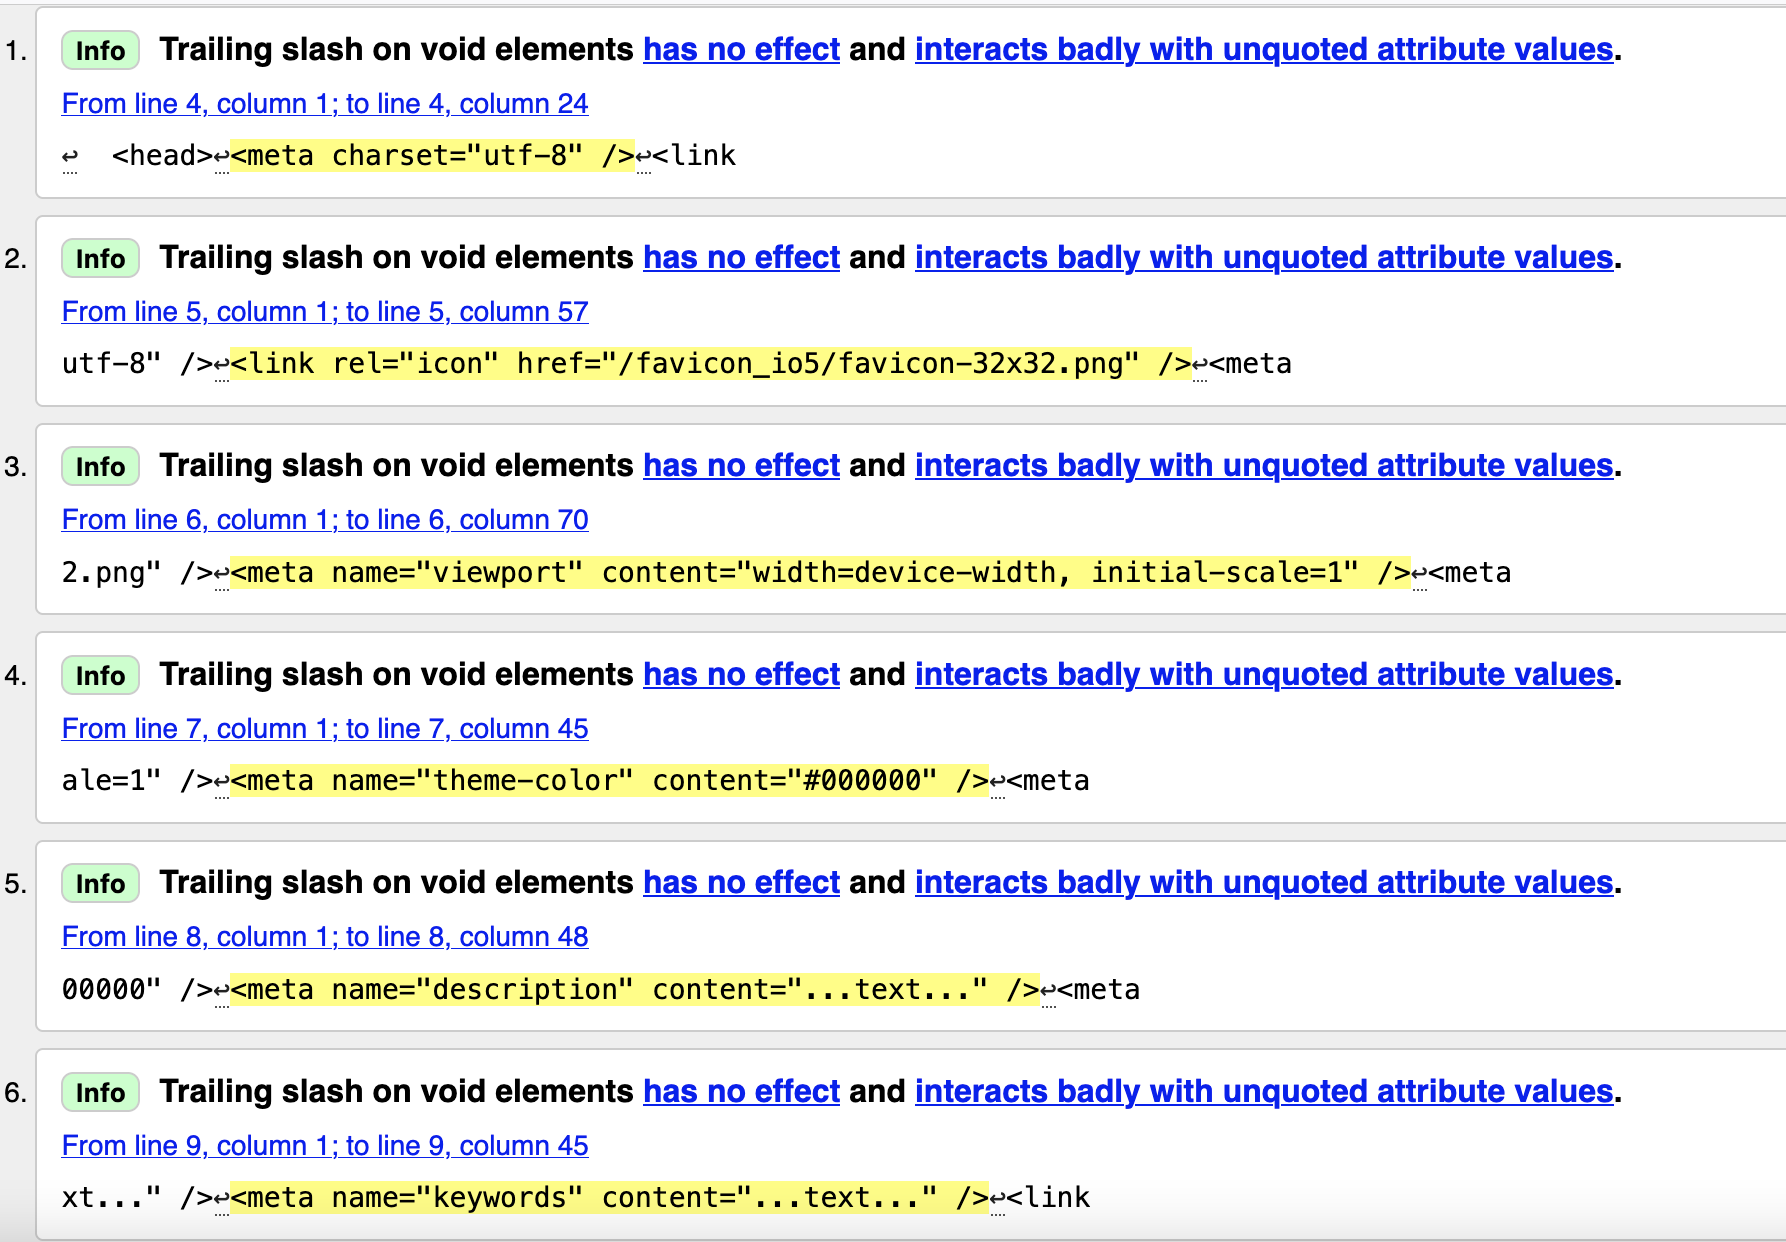 1. Info Trailing slash on void elements has no effect and interacts badly with unquoted attribute values.
From line 4, column 1; to line 4, column 24
↩  <head>↩<meta charset="utf-8" />↩<link
2. Info Trailing slash on void elements has no effect and interacts badly with unquoted attribute values.
From line 5, column 1; to line 5, column 57
utf-8" />↩<link rel="icon" href="/favicon_io5/favicon-32x32.png" />↩<meta
3. Info Trailing slash on void elements has no effect and interacts badly with unquoted attribute values.
From line 6, column 1; to line 6, column 70
2.png" />↩<meta name="viewport" content="width=device-width, initial-scale=1" />↩<meta
4. Info Trailing slash on void elements has no effect and interacts badly with unquoted attribute values.
From line 7, column 1; to line 7, column 45
ale=1" />↩<meta name="theme-color" content="#000000" />↩<meta
5. Info Trailing slash on void elements has no effect and interacts badly with unquoted attribute values.
From line 8, column 1; to line 8, column 48
00000" />↩<meta name="description" content="...text..." />↩<meta
6. Info Trailing slash on void elements has no effect and interacts badly with unquoted attribute values.
From line 9, column 1; to line 9, column 45
xt..." />↩<meta name="keywords" content="...text..." />↩<link